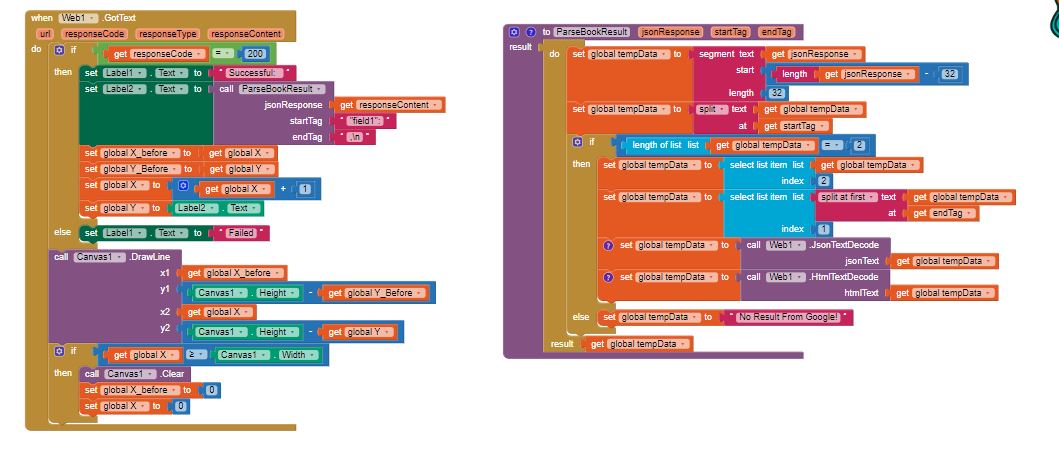 when Web1 .GotText
url responseCode responseType responseContent
do if get responseCode = 200
then set Label1 . Text to " Successful: "
set Label2 . Text to call ParseBookResult
jsonResponse get responseContent
startTag " "field1": "
endTag " ,\n "
set global X_before to get global X
set global Y_Before to get global Y
set global X to get global X + 1
set global Y to Label2 . Text
else set Label1 . Text to " Failed "
call Canvas1 .DrawLine
x1 get global X_before
y1 Canvas1 . Height - get global Y_Before
x2 get global X
y2 Canvas1 . Height - get global Y
if get global X ≥ Canvas1 . Width
then call Canvas1 .Clear
set global X_before to 0
set global X to 0
to ParseBookResult jsonResponse startTag endTag
result do set global tempData to segment text get jsonResponse
start length get jsonResponse - 32
length 32
set global tempData to split text get global tempData
at get startTag
if length of list list get global tempData = 2
then set global tempData to select list item list get global tempData
index 2
set global tempData to select list item list split at first text get global tempData
at get endTag
index 1
set global tempData to call Web1 .JsonTextDecode
jsonText get global tempData
set global tempData to call Web1 .HtmlTextDecode
htmlText get global tempData
else set global tempData to " No Result From Google! "
result get global tempData